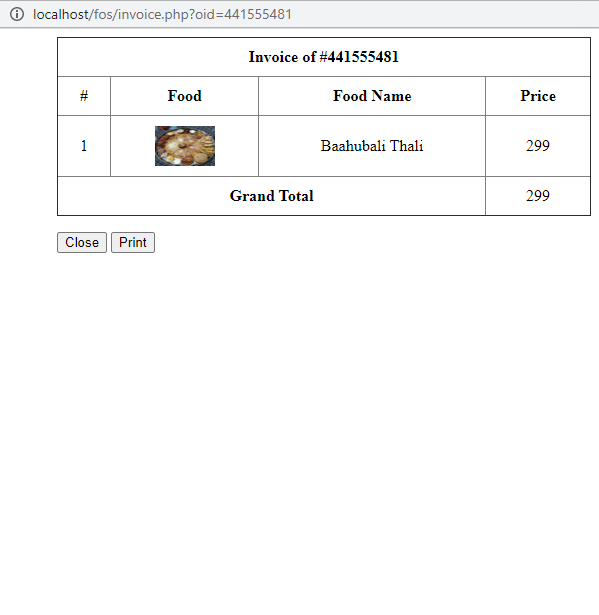 localhost/fos/invoice.php?oid=441555481
Invoice of #441555481
# Food Food Name Price
1 Baahubali Thali 299
Grand Total 299
Close Print